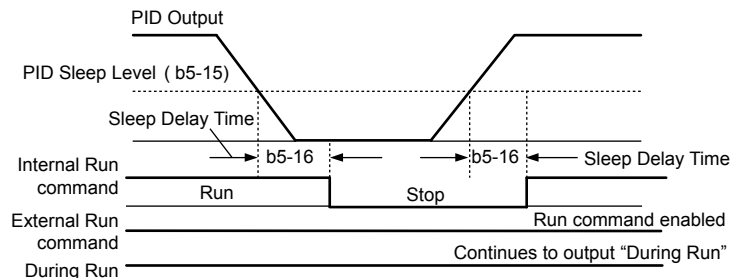 PID Output
PID Sleep Level ( b5-15)
Sleep Delay Time
b5-16
b5-16
Sleep Delay Time
Internal Run
command
Run
Stop
External Run
command
Run command enabled
Continues to output “During Run”
During Run